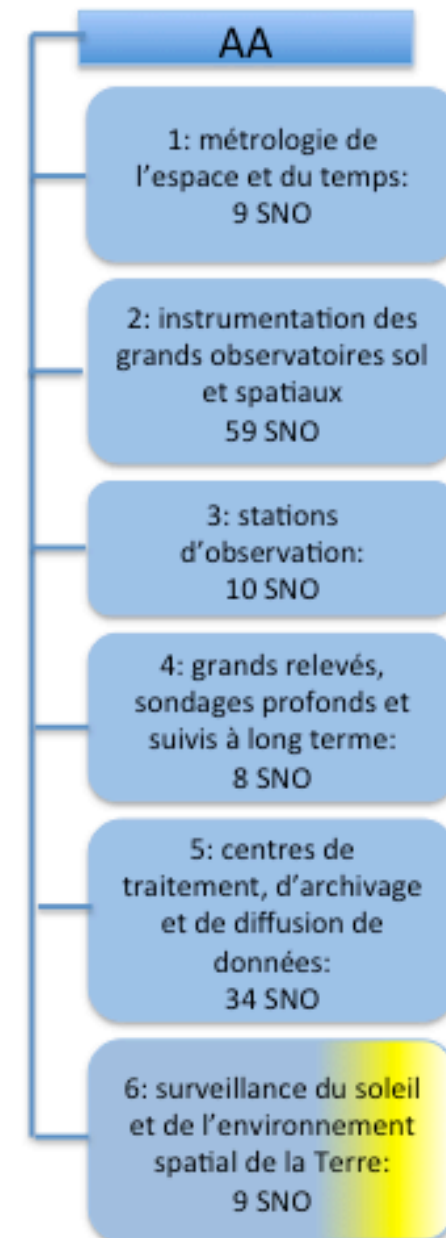 AA
1: métrologie de
l'espace et du temps:
9 SNO
2: instrumentation des
grands observatoires sol
et spatiaux
59 SNO
3: stations
d'observation:
10 SNO
4: grands relevés,
sondages profonds et
suivis à long terme:
8 SNO
5: centres de
traitement, d'archivage
et de diffusion de
données:
34 SNO
6: surveillance du soleil
et de l'environnement
spatial de la Terre:
9 SNO